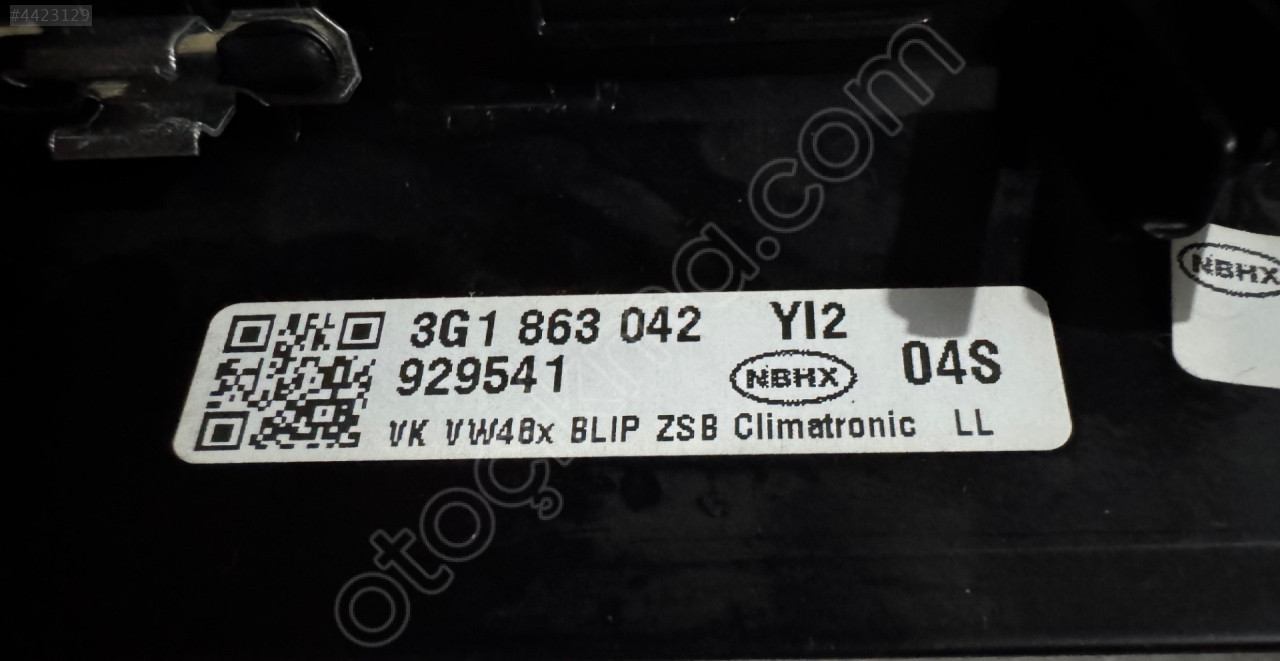 #4423129
otoçıkma.com
3G1 863 042 YI2
929541 NBHX 04S
VK VW48x BLIP ZSB Climatronic LL
NBHX